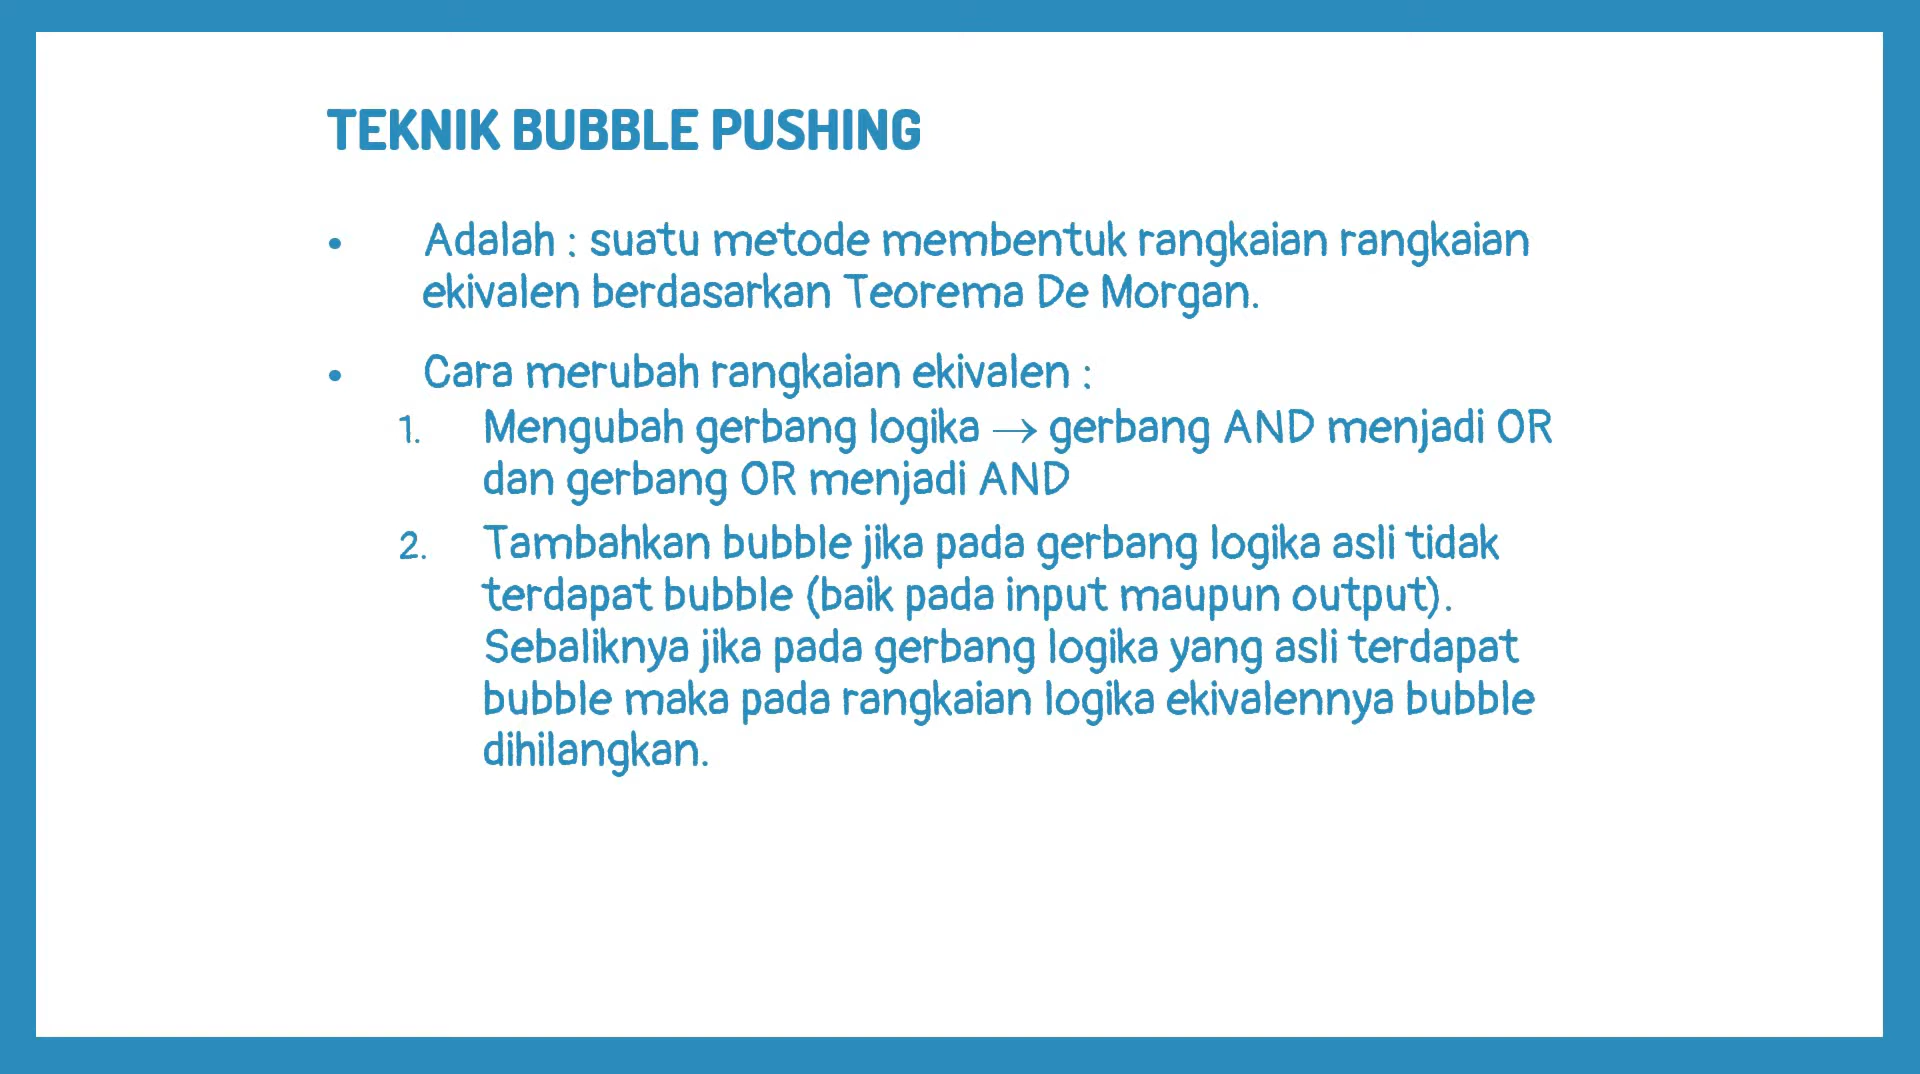 TEKNIK BUBBLE PUSHING
• Adalah : suatu metode membentuk rangkaian rangkaian
ekivalen berdasarkan Teorema De Morgan.
• Cara merubah rangkaian ekivalen :
1. Mengubah gerbang logika → gerbang AND menjadi OR
dan gerbang OR menjadi AND
2. Tambahkan bubble jika pada gerbang logika asli tidak
terdapat bubble (baik pada input maupun output).
Sebaliknya jika pada gerbang logika yang asli terdapat
bubble maka pada rangkaian logika ekivalennya bubble
dihilangkan.